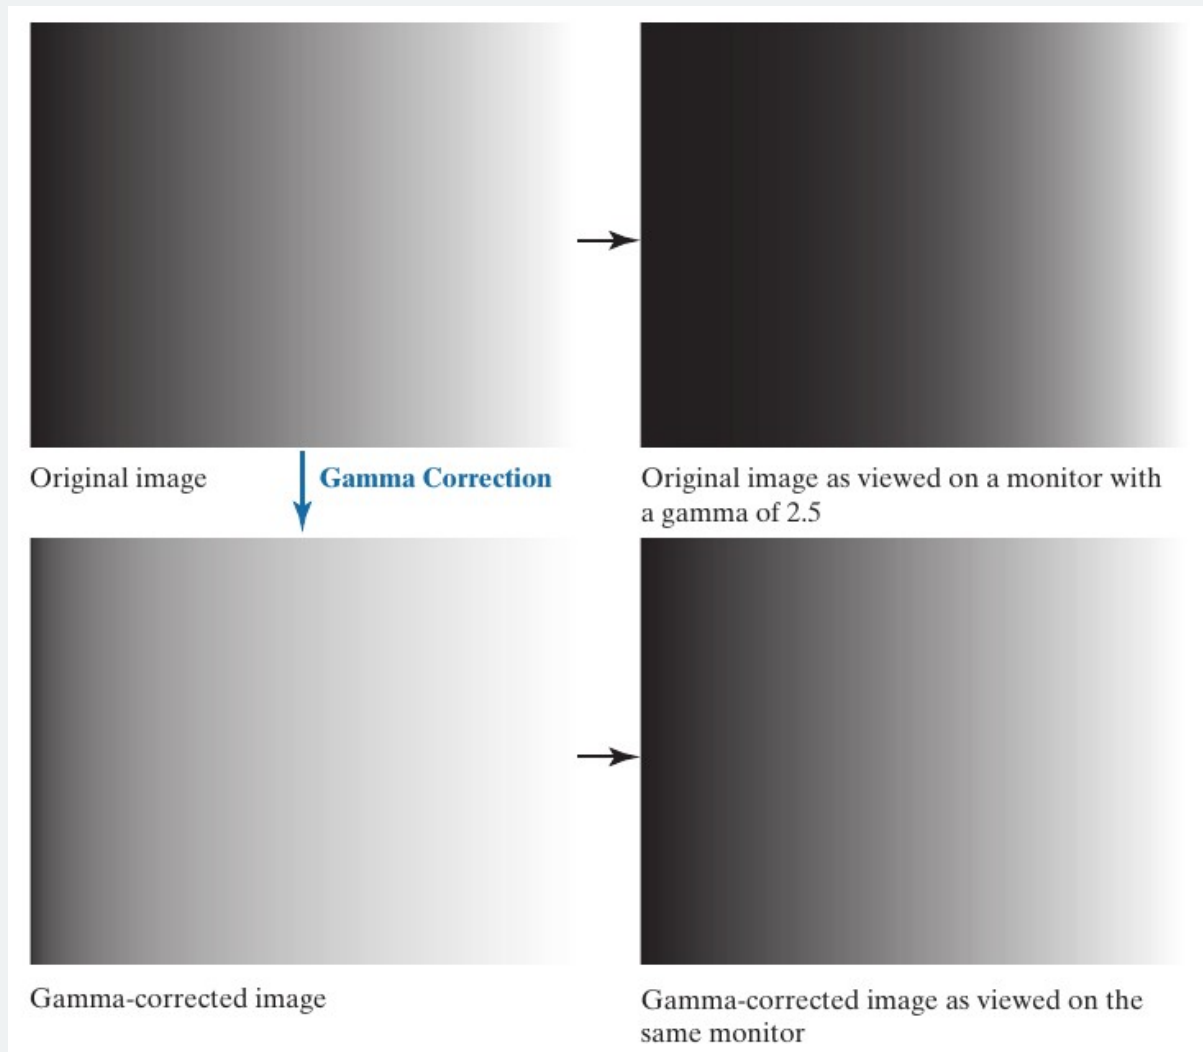 Original image
Gamma Correction
Original image as viewed on a monitor with
a gamma of 2.5
Gamma-corrected image
Gamma-corrected image as viewed on the
same monitor